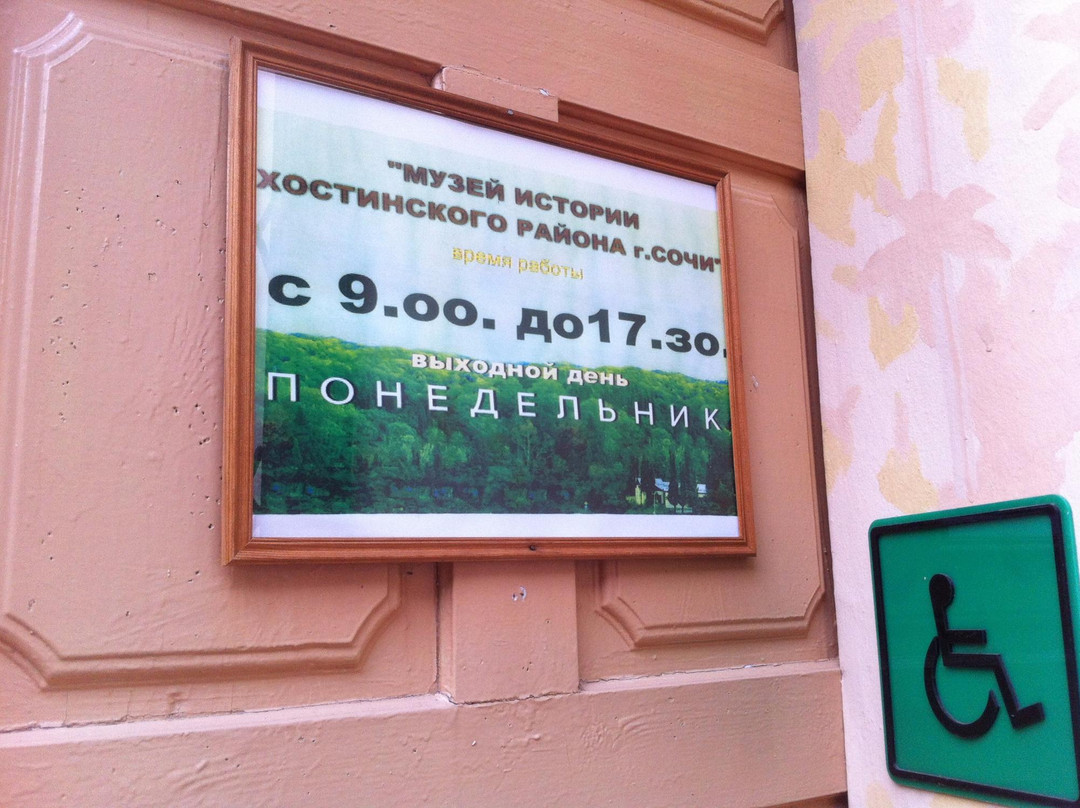 "МУЗЕЙ ИСТОРИИ
ХОСТИНСКОГО РАЙОНА г.СОЧИ"
время работы
с 9.оо. до17.зо.
выходной день
ПОНЕДЕЛЬНИК.